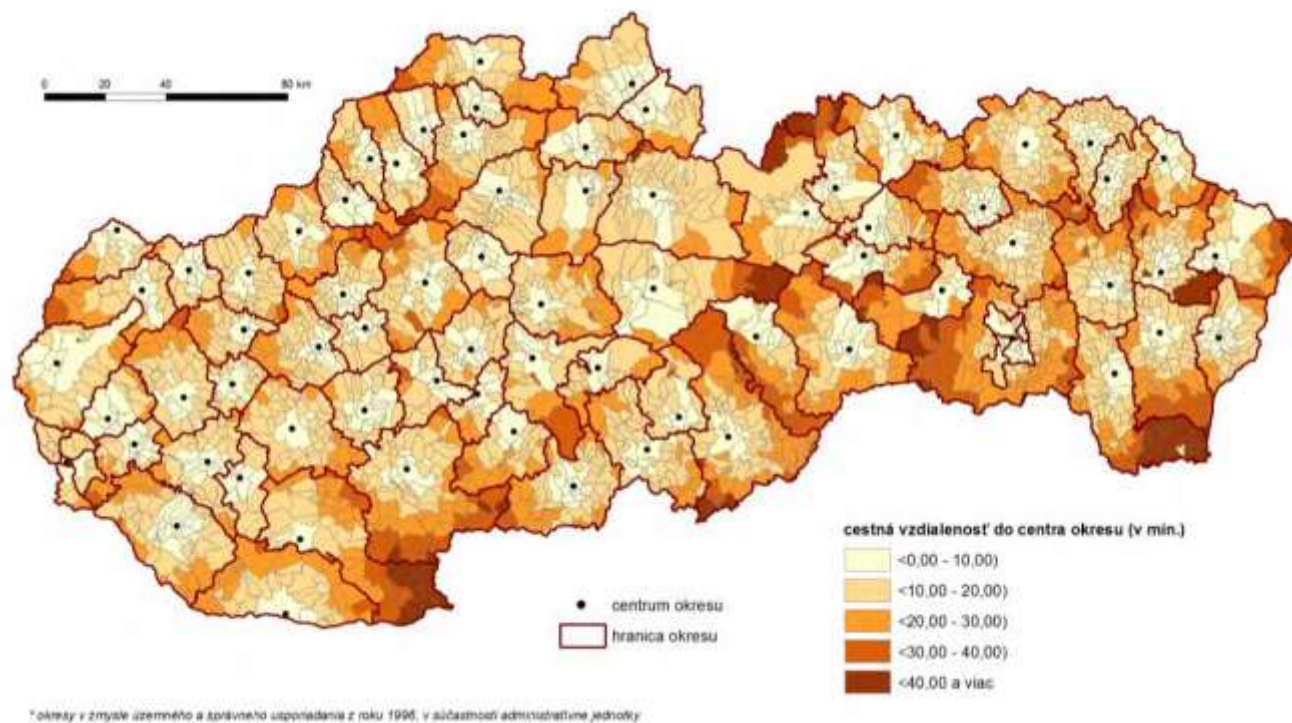 0 20 40 80 km
cestná vzdialenosť do centra okresu (v min.)
<0,00 - 10,00)
<10,00 - 20,00)
<20,00 - 30,00)
<30,00 - 40,00)
<40,00 a viac
centrum okresu
hranica okresu
* okresy v zmysle územného a správneho usporiadania z roku 1996, v súčasnosti administratívne jednotky